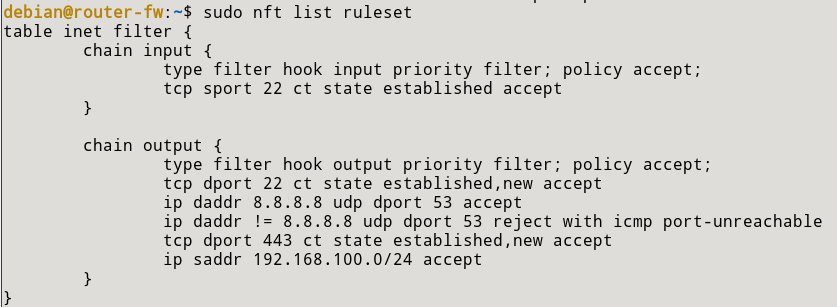 debian@router-fw:~$ sudo nft list ruleset
table inet filter {
        chain input {
                type filter hook input priority filter; policy accept;
                tcp sport 22 ct state established accept
        }

        chain output {
                type filter hook output priority filter; policy accept;
                tcp dport 22 ct state established,new accept
                ip daddr 8.8.8.8 udp dport 53 accept
                ip daddr != 8.8.8.8 udp dport 53 reject with icmp port-unreachable
                tcp dport 443 ct state established,new accept
                ip saddr 192.168.100.0/24 accept
        }
}